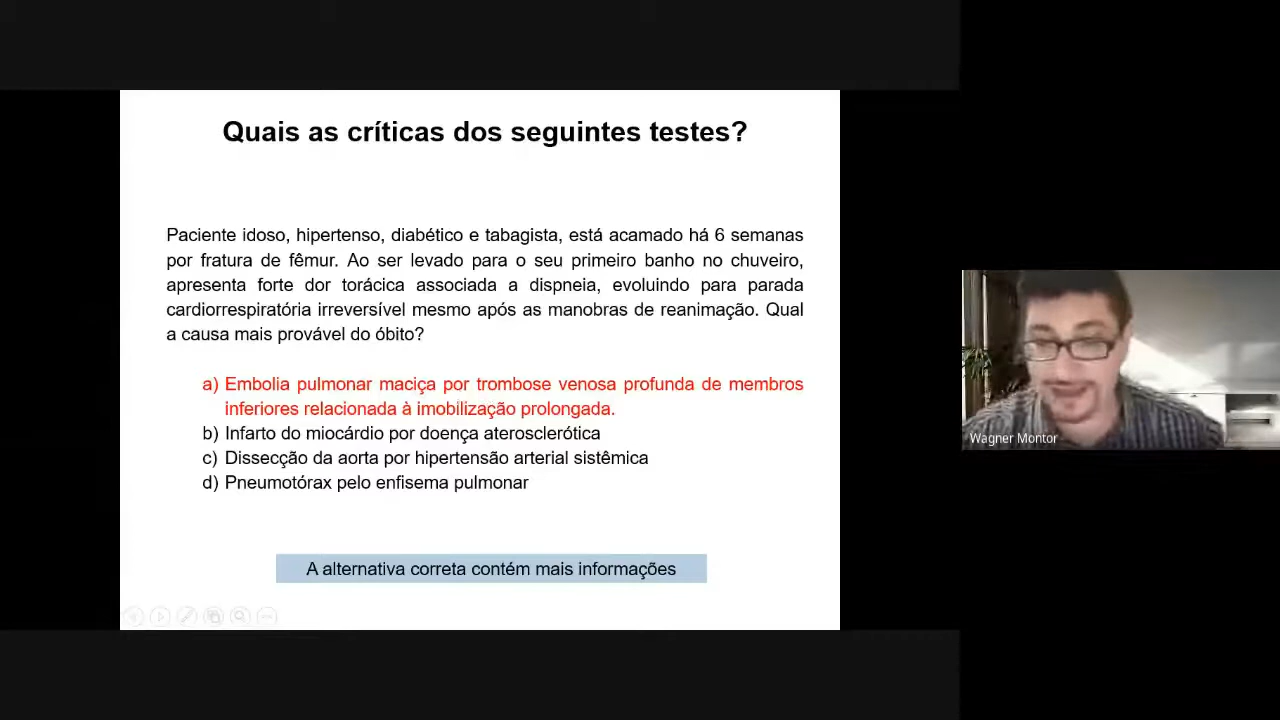 Quais as críticas dos seguintes testes?
Paciente idoso, hipertenso, diabético e tabagista, está acamado há 6 semanas
por fratura de fêmur. Ao ser levado para o seu primeiro banho no chuveiro,
apresenta forte dor torácica associada a dispneia, evoluindo para parada
cardiorrespiratória irreversível mesmo após as manobras de reanimação. Qual
a causa mais provável do óbito?
a) Embolia pulmonar maciça por trombose venosa profunda de membros
inferiores relacionada à imobilização prolongada.
b) Infarto do miocárdio por doença aterosclerótica
c) Dissecção da aorta por hipertensão arterial sistêmica
d) Pneumotórax pelo enfisema pulmonar
A alternativa correta contém mais informações
Wagner Montor